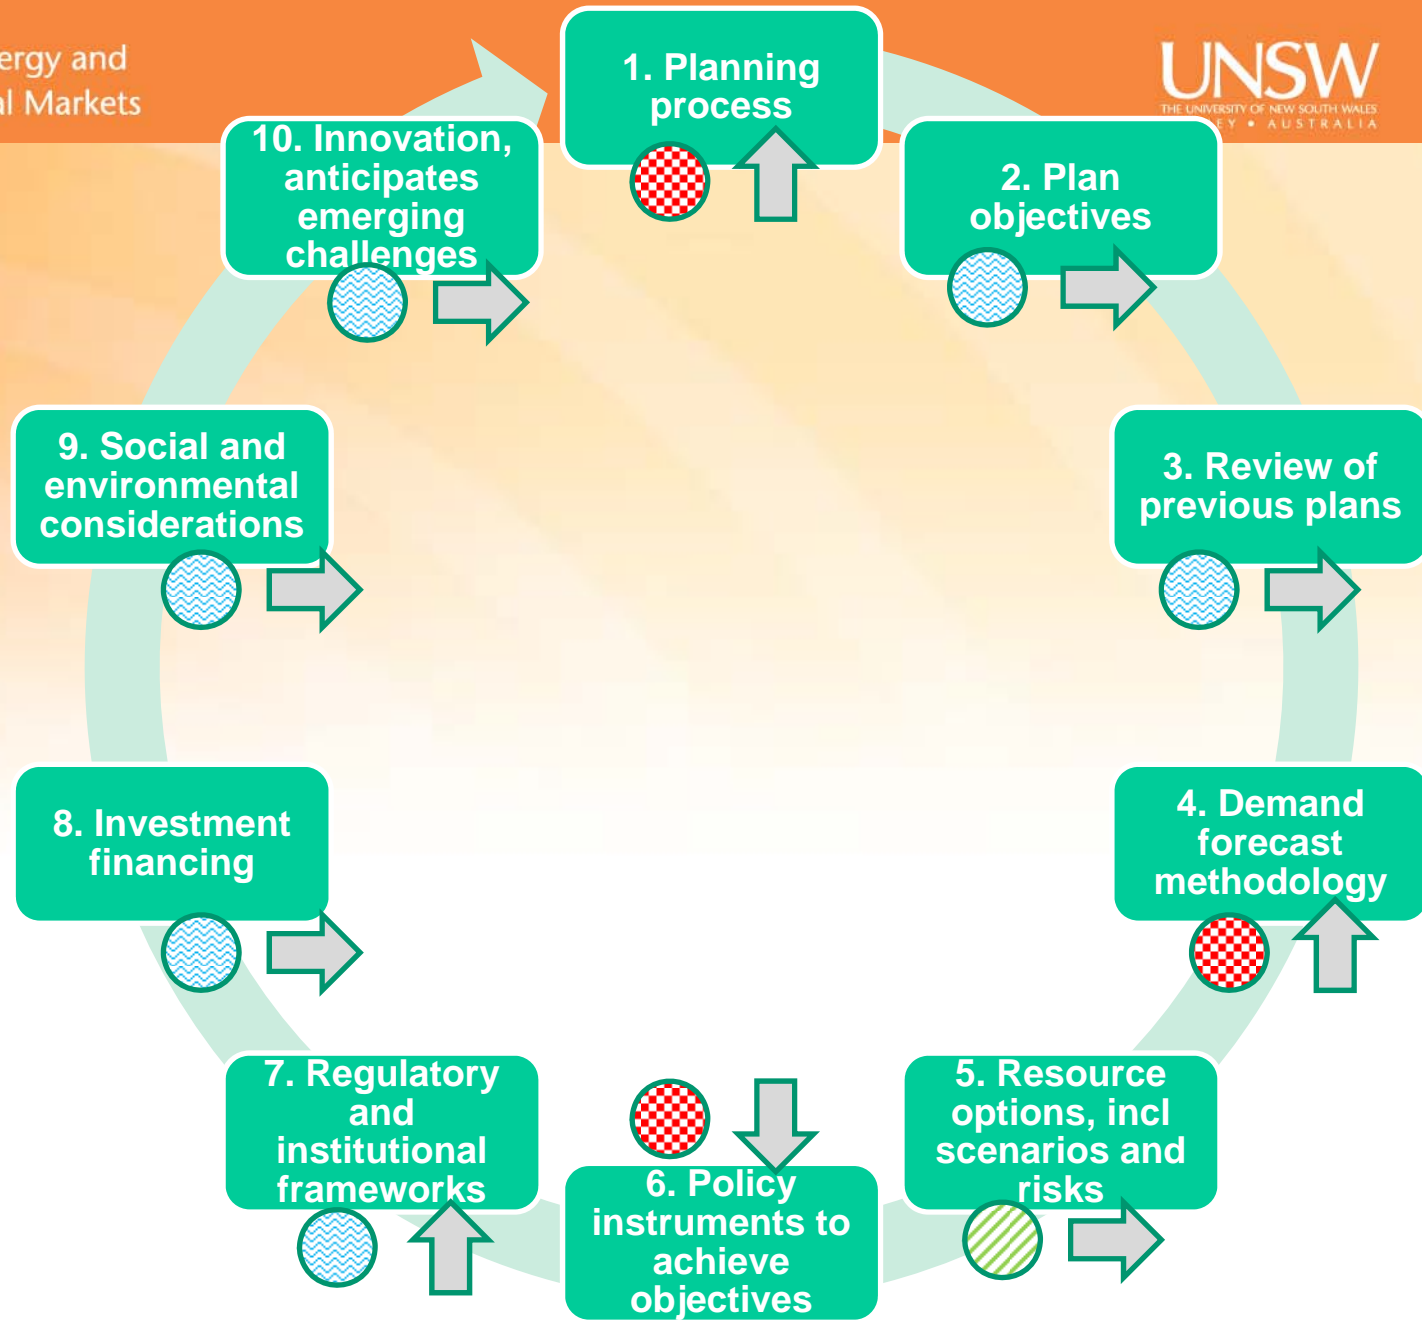 al Markets
UNSW
THE UNIVERSITY OF NEW SOUTH WALES
AUSTRALIA
1. Planning
process
2. Plan
objectives
3. Review of
previous plans
4. Demand
forecast
methodology
5. Resource
options, incl
scenarios and
risks
6. Policy
instruments to
achieve
objectives
7. Regulatory
and
institutional
frameworks
8. Investment
financing
9. Social and
environmental
considerations
10. Innovation,
anticipates
emerging
challenges